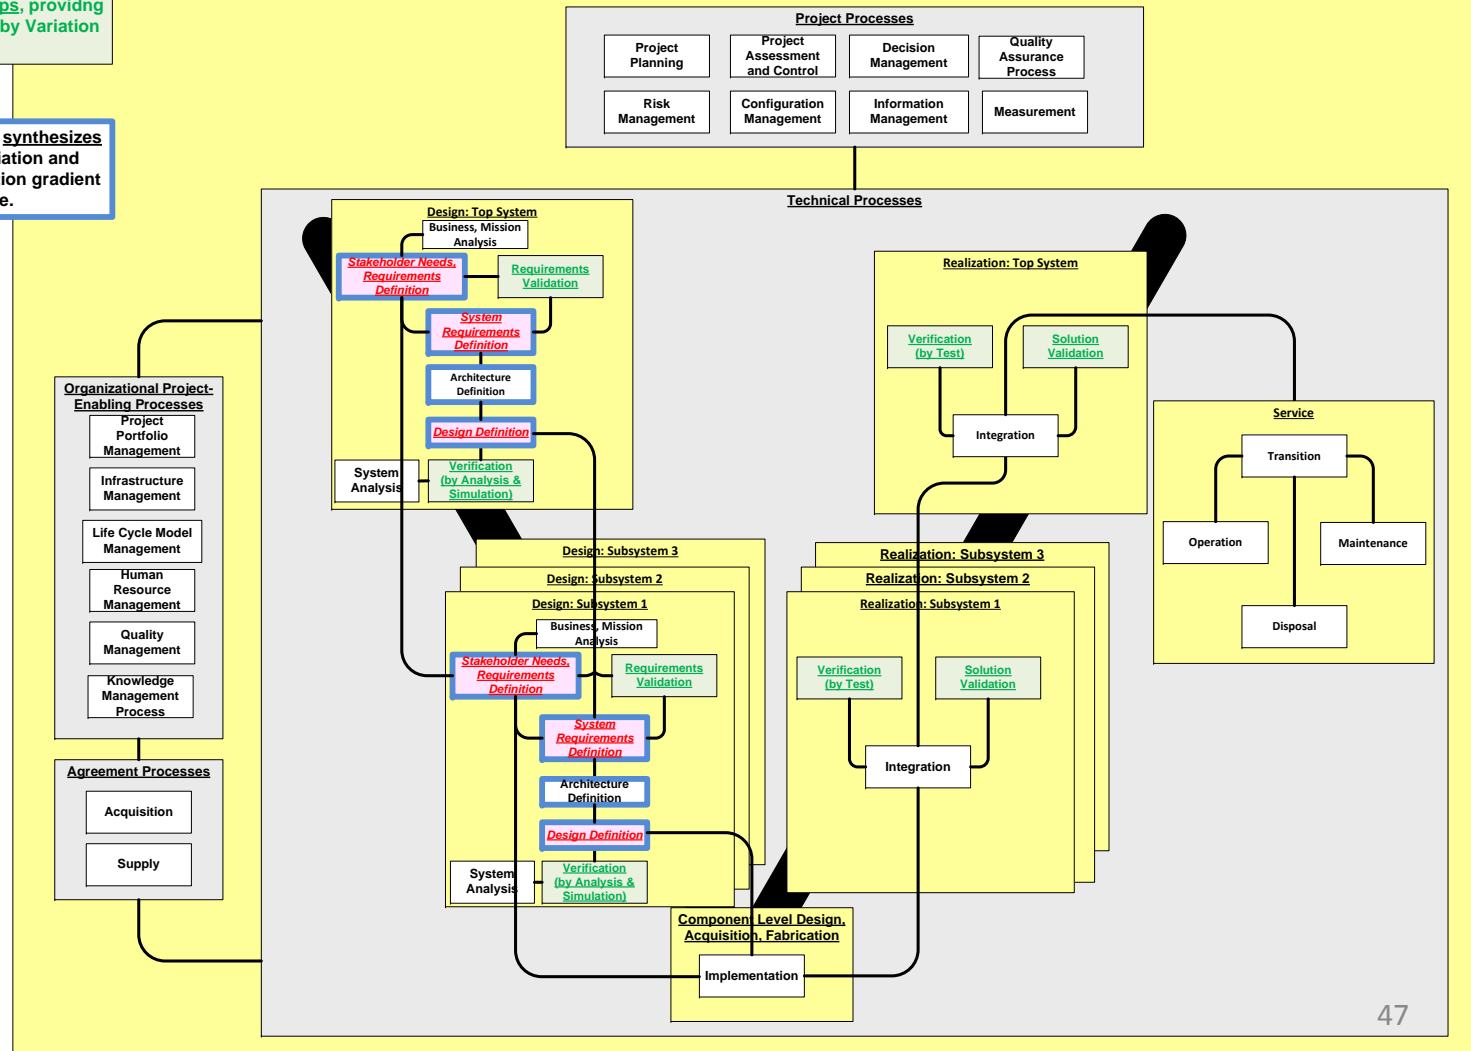 ps, providng
by Variation
synthesizes
iation and
tion gradient
e.
Project Processes
Project
Planning
Project
Assessment
and Control
Decision
Management
Quality
Assurance
Process
Risk
Management
Configuration
Management
Information
Management
Measurement
Technical Processes
Design: Top System
Business, Mission
Analysis
Stakeholder Needs,
Requirements
Definition
Requirements
Validation
System
Requirements
Definition
Architecture
Definition
Design Definition
System
Analysis
Verification
(by Analysis &
Simulation)
Realization: Top System
Verification
(by Test)
Solution
Validation
Integration
Service
Transition
Operation
Maintenance
Disposal
Organizational Project-
Enabling Processes
Project
Portfolio
Management
Infrastructure
Management
Life Cycle Model
Management
Human
Resource
Management
Quality
Management
Knowledge
Management
Process
Agreement Processes
Acquisition
Supply
Design: Subsystem 3
Design: Subsystem 2
Design: Subsystem 1
Business, Mission
Analysis
Stakeholder Needs,
Requirements
Definition
Requirements
Validation
System
Requirements
Definition
Architecture
Definition
Design Definition
System
Analysis
Verification
(by Analysis &
Simulation)
Realization: Subsystem 3
Realization: Subsystem 2
Realization: Subsystem 1
Verification
(by Test)
Solution
Validation
Integration
Component Level Design,
Acquisition, Fabrication
Implementation
47